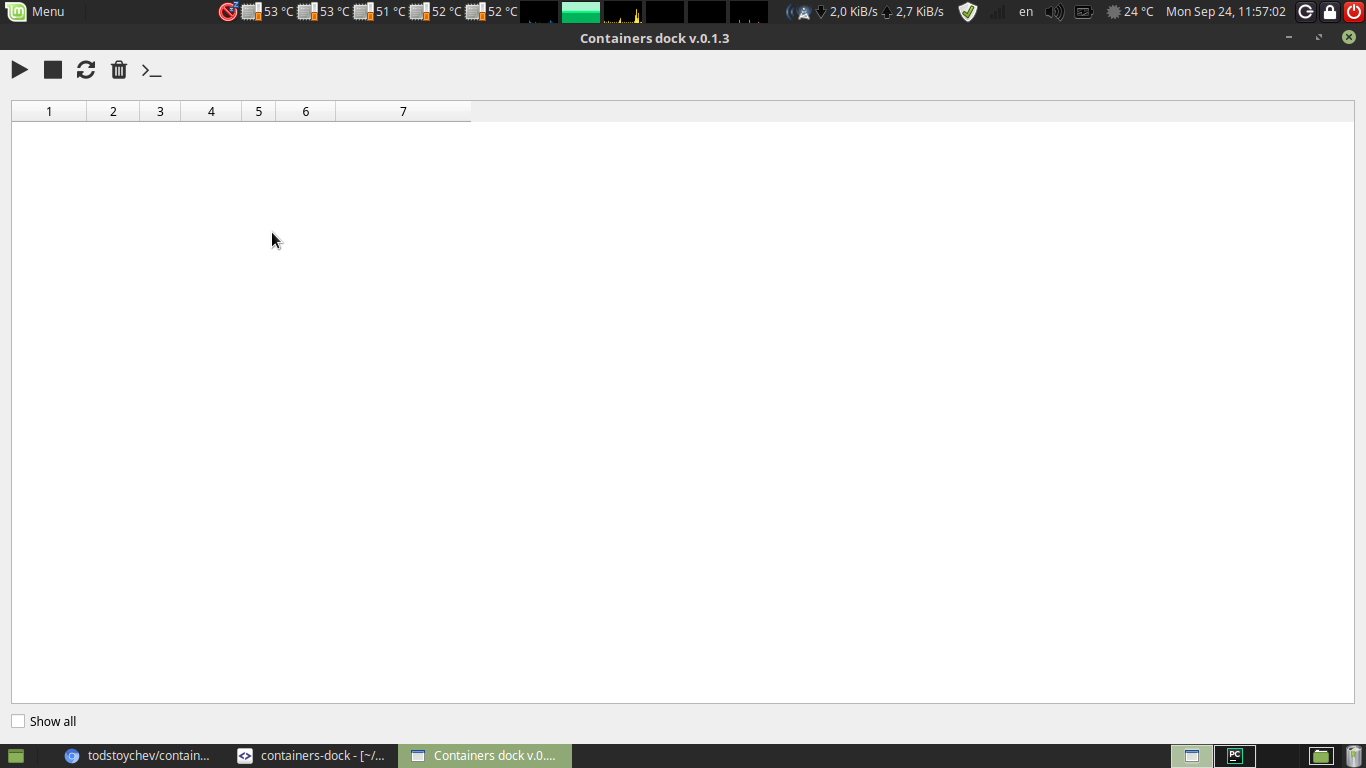 Menu 53 °C 53 °C 51 °C 52 °C 52 °C 2,0 KiB/s 2,7 KiB/s en 24 °C Mon Sep 24, 11:57:02
Containers dock v.0.1.3
1 2 3 4 5 6 7
Show all
todstoychev/contain... containers-dock - [~/... Containers dock v.0.... PC